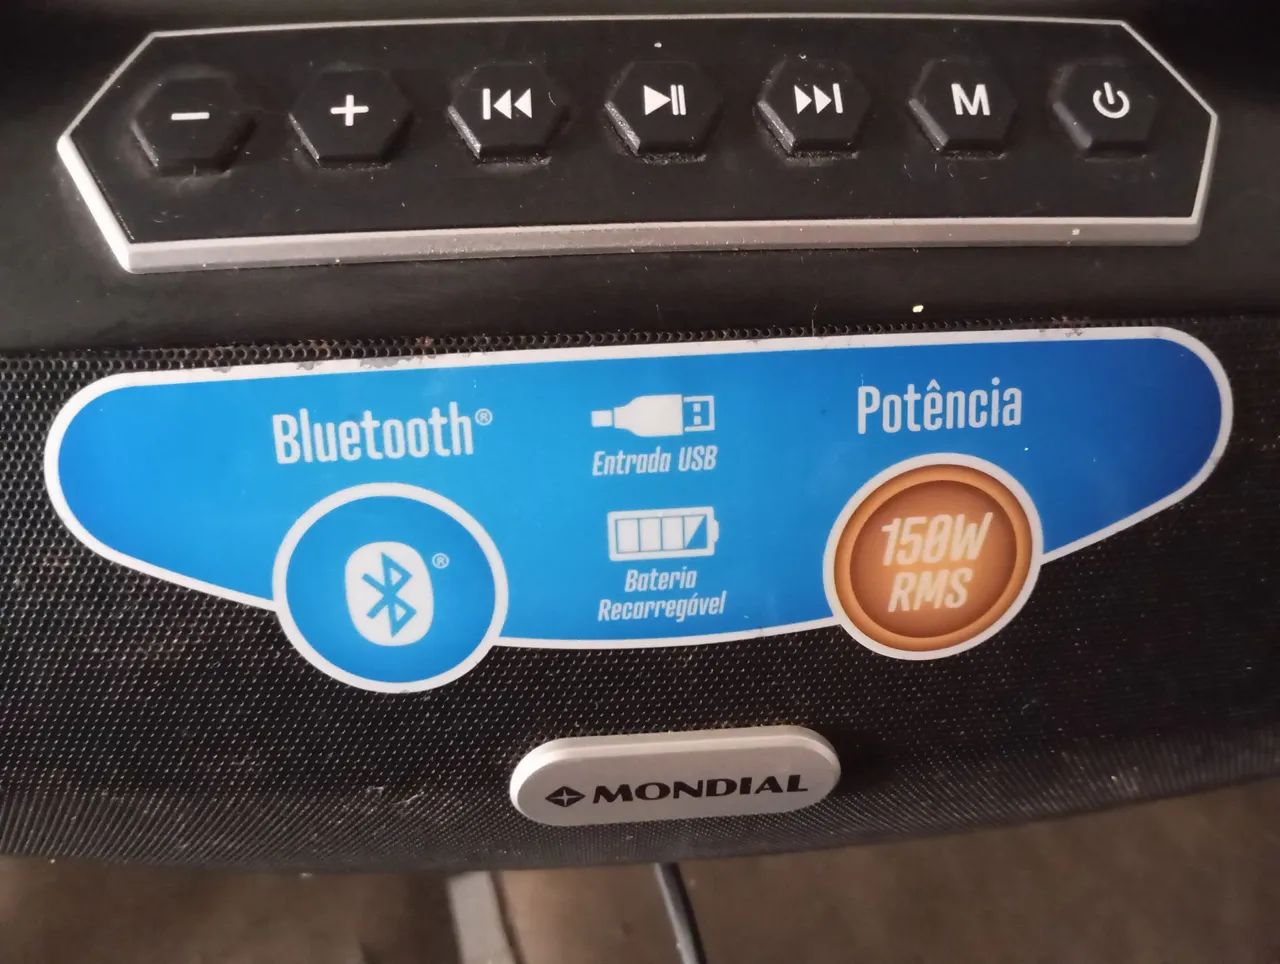 M
Bluetooth®
Entrada USB
Bateria
Recarregável
Potência
150W
RMS
®
MONDIAL